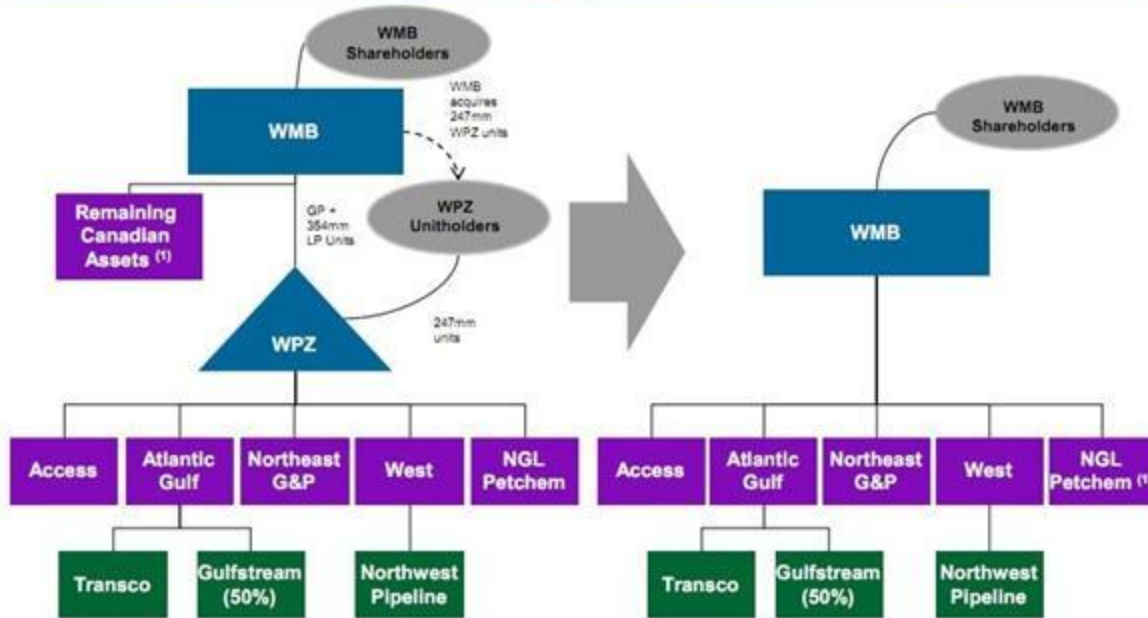 WMB
Shareholders
WMB
acquires
247mm
WPZ units
WMB
Remaining
Canadian
Assets (1)
GP +
354mm
LP Units
WPZ
Unitholders
247mm
units
WPZ
Access
Atlantic
Gulf
Northeast
G&P
West
NGL
Petchem
Transco
Gulfstream
(50%)
Northwest
Pipeline
WMB
Shareholders
WMB
Access
Atlantic
Gulf
Northeast
G&P
West
NGL
Petchem (1
Transco
Gulfstream
(50%)
Northwest
Pipeline